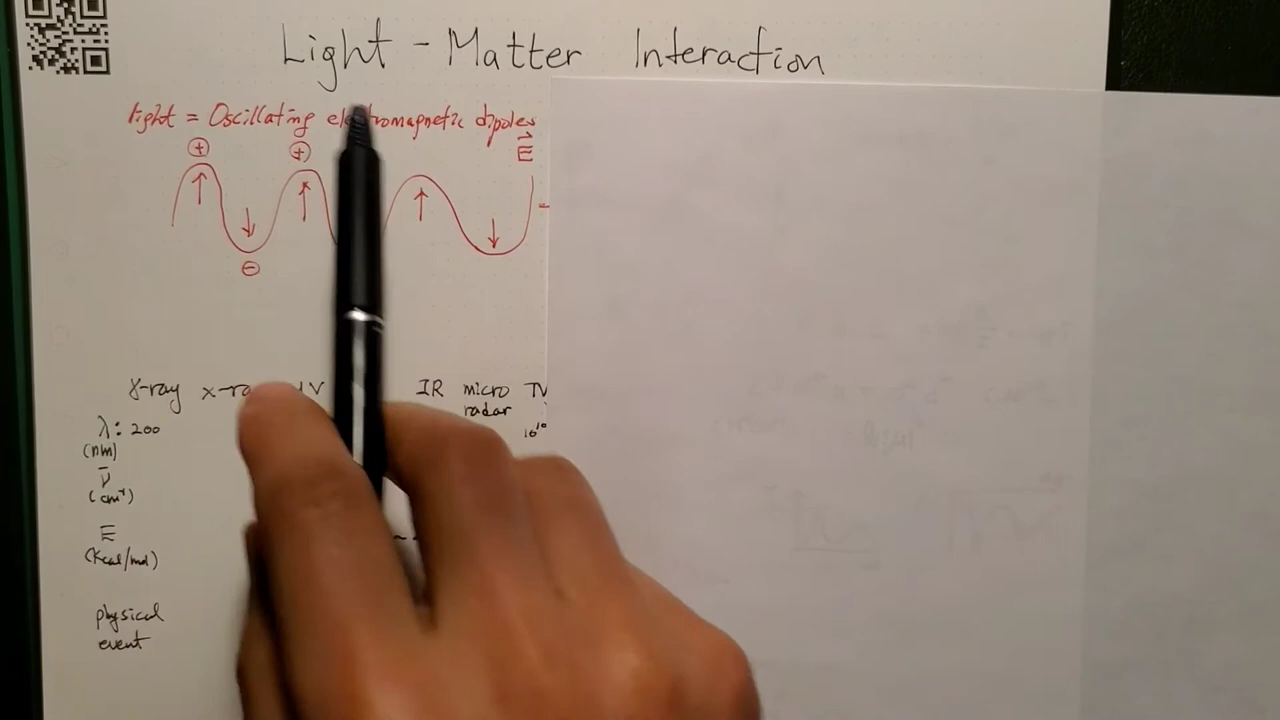 Light - Matter Interaction
light = Oscillating electromagnetic dipoles
⊕ ⊕ E⃗
⊖
γ-ray IR micro TV
radar
λ: 200 10¹⁰
(nm)
ν̄
(cm⁻¹)
E
(Kcal/mol)
physical
event